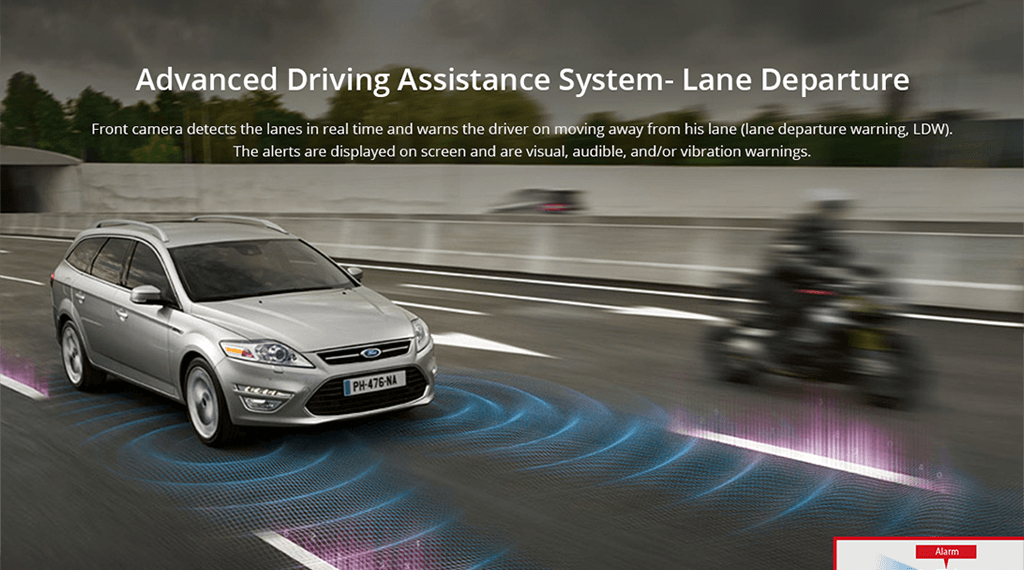 Advanced Driving Assistance System- Lane Departure
Front camera detects the lanes in real time and warns the driver on moving away from his lane (lane departure warning, LDW).
The alerts are displayed on screen and are visual, audible, and/or vibration warnings.
Ford
PH-476-NA
Alarm